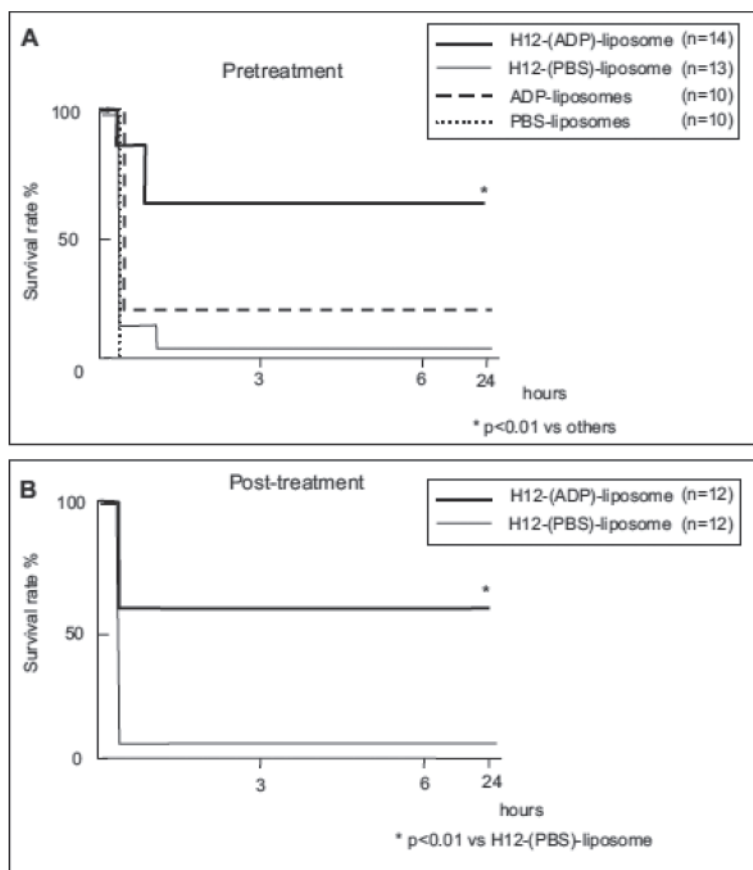 A
Pretreatment
H12-(ADP)-liposome (n=14)
H12-(PBS)-liposome (n=13)
ADP-liposomes (n=10)
PBS-liposomes (n=10)
Survival rate %
100
50
0
3
6
24
hours
*
* p<0.01 vs others
B
Post-treatment
H12-(ADP)-liposome (n=12)
H12-(PBS)-liposome (n=12)
Survival rate %
100
50
0
3
6
24
hours
*
* p<0.01 vs H12-(PBS)-liposome